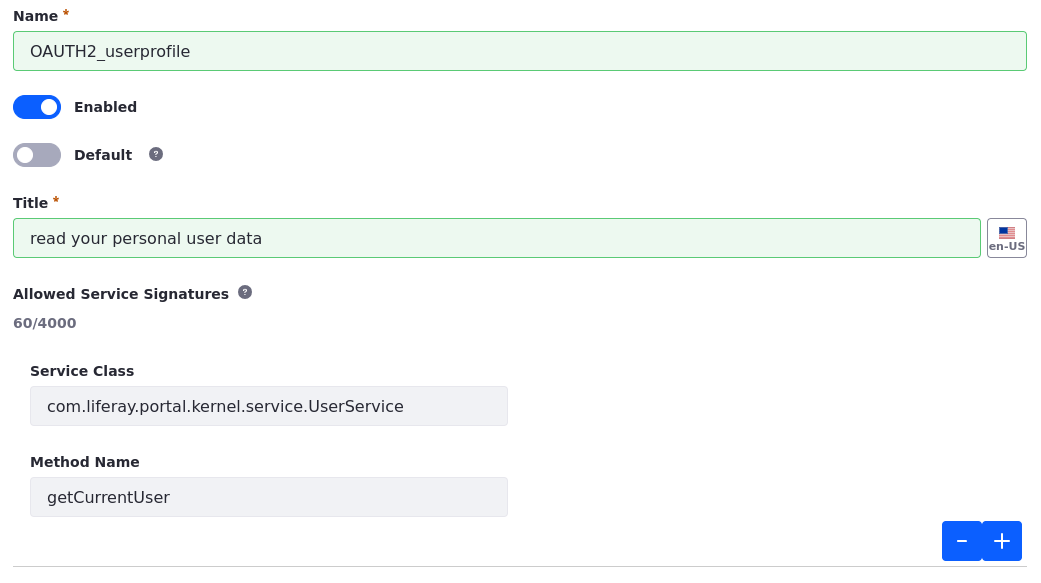 Name *
OAUTH2_userprofile
Enabled
Default ?
Title *
read your personal user data
en-US
Allowed Service Signatures ?
60/4000
Service Class
com.liferay.portal.kernel.service.UserService
Method Name
getCurrentUser
- +